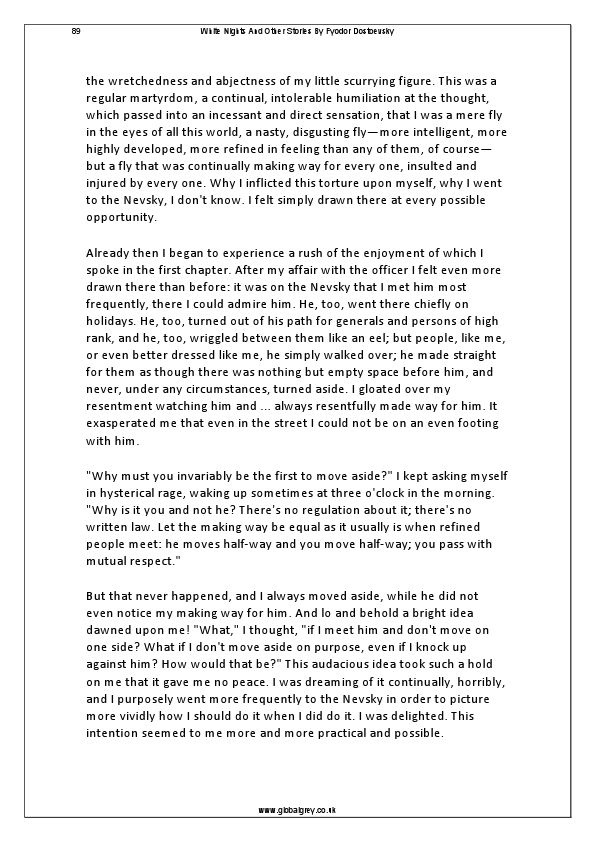 89 White Nights And Other Stories By Fyodor Dostoevsky
the wretchedness and abjectness of my little scurrying figure. This was a
regular martyrdom, a continual, intolerable humiliation at the thought,
which passed into an incessant and direct sensation, that I was a mere fly
in the eyes of all this world, a nasty, disgusting fly—more intelligent, more
highly developed, more refined in feeling than any of them, of course—
but a fly that was continually making way for every one, insulted and
injured by every one. Why I inflicted this torture upon myself, why I went
to the Nevsky, I don't know. I felt simply drawn there at every possible
opportunity.
Already then I began to experience a rush of the enjoyment of which I
spoke in the first chapter. After my affair with the officer I felt even more
drawn there than before: it was on the Nevsky that I met him most
frequently, there I could admire him. He, too, went there chiefly on
holidays. He, too, turned out of his path for generals and persons of high
rank, and he, too, wriggled between them like an eel; but people, like me,
or even better dressed like me, he simply walked over; he made straight
for them as though there was nothing but empty space before him, and
never, under any circumstances, turned aside. I gloated over my
resentment watching him and ... always resentfully made way for him. It
exasperated me that even in the street I could not be on an even footing
with him.
"Why must you invariably be the first to move aside?" I kept asking myself
in hysterical rage, waking up sometimes at three o'clock in the morning.
"Why is it you and not he? There's no regulation about it; there's no
written law. Let the making way be equal as it usually is when refined
people meet: he moves half-way and you move half-way; you pass with
mutual respect."
But that never happened, and I always moved aside, while he did not
even notice my making way for him. And lo and behold a bright idea
dawned upon me! "What," I thought, "if I meet him and don't move on
one side? What if I don't move aside on purpose, even if I knock up
against him? How would that be?" This audacious idea took such a hold
on me that it gave me no peace. I was dreaming of it continually, horribly,
and I purposely went more frequently to the Nevsky in order to picture
more vividly how I should do it when I did do it. I was delighted. This
intention seemed to me more and more practical and possible.
www.globalgrey.co.uk